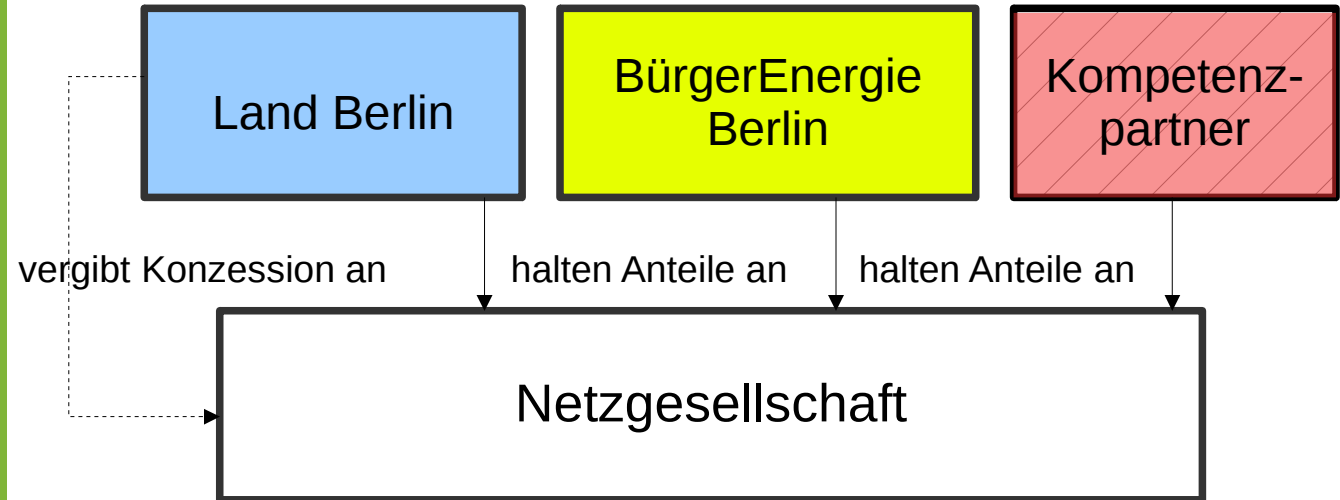 Land Berlin
BürgerEnergie
Berlin
Kompetenz-
partner
vergibt Konzession an
halten Anteile an
halten Anteile an
Netzgesellschaft